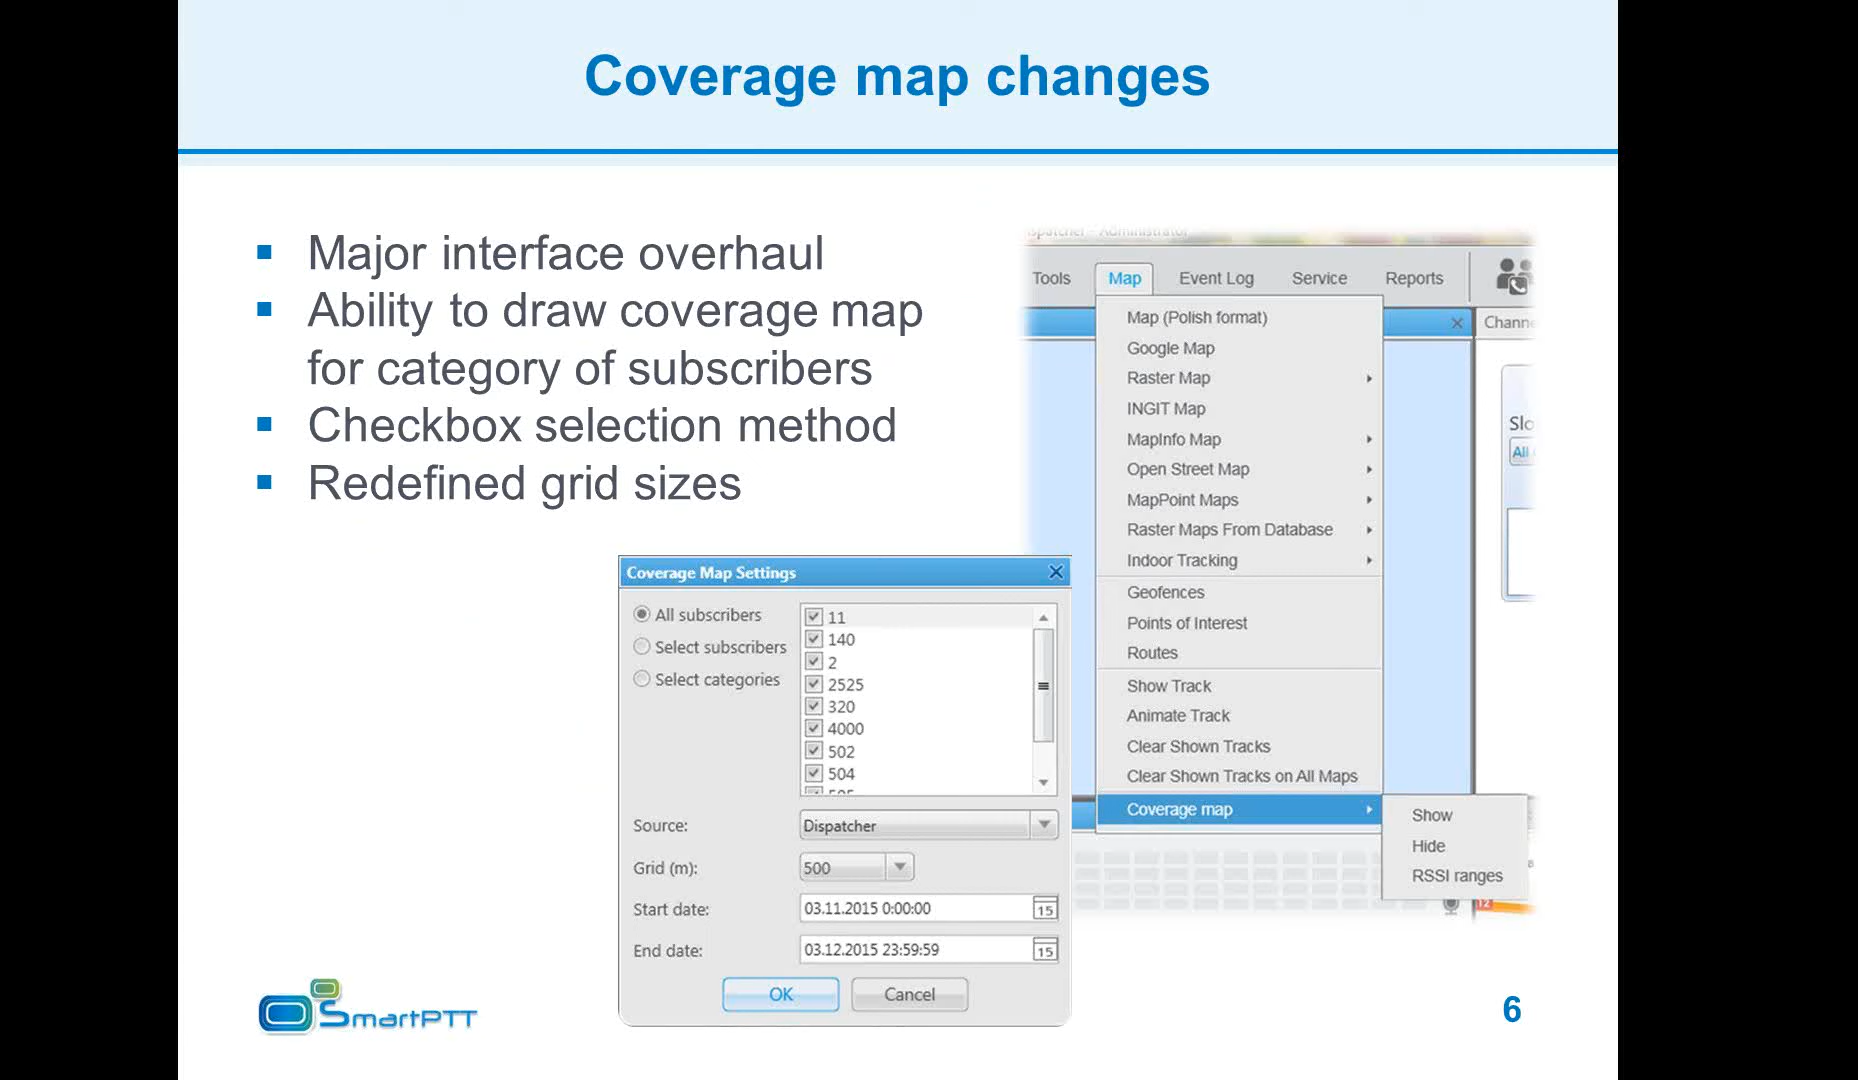 Coverage map changes
Major interface overhaul
Ability to draw coverage map
for category of subscribers
Checkbox selection method
Redefined grid sizes
Dispatcher - Administrator
Tools Map Event Log Service Reports
Map (Polish format)
Google Map
Raster Map
INGIT Map
MapInfo Map
Open Street Map
MapPoint Maps
Raster Maps From Database
Indoor Tracking
Geofences
Points of Interest
Routes
Show Track
Animate Track
Clear Shown Tracks
Clear Shown Tracks on All Maps
Coverage map
Show
Hide
RSSI ranges
All
12
Coverage Map Settings
All subscribers
Select subscribers
Select categories
11
140
2
2525
320
4000
502
504
Source: Dispatcher
Grid (m): 500
Start date: 03.11.2015 0:00:00 15
End date: 03.12.2015 23:59:59 15
OK Cancel
SmartPTT
6